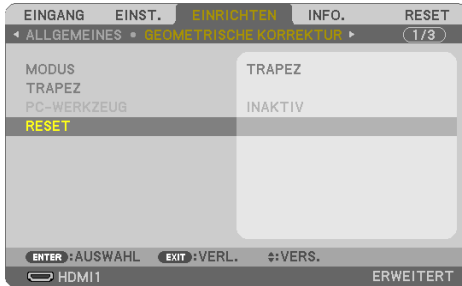 EINGANG EINST. EINRICHTEN INFO. RESET
◀ ALLGEMEINES ● GEOMETRISCHE KORREKTUR ▶ (1/3)
MODUS TRAPEZ
TRAPEZ
PC-WERKZEUG INAKTIV
RESET
ENTER :AUSWAHL EXIT :VERL. ♦:VERS.
HDMI1 ERWEITERT